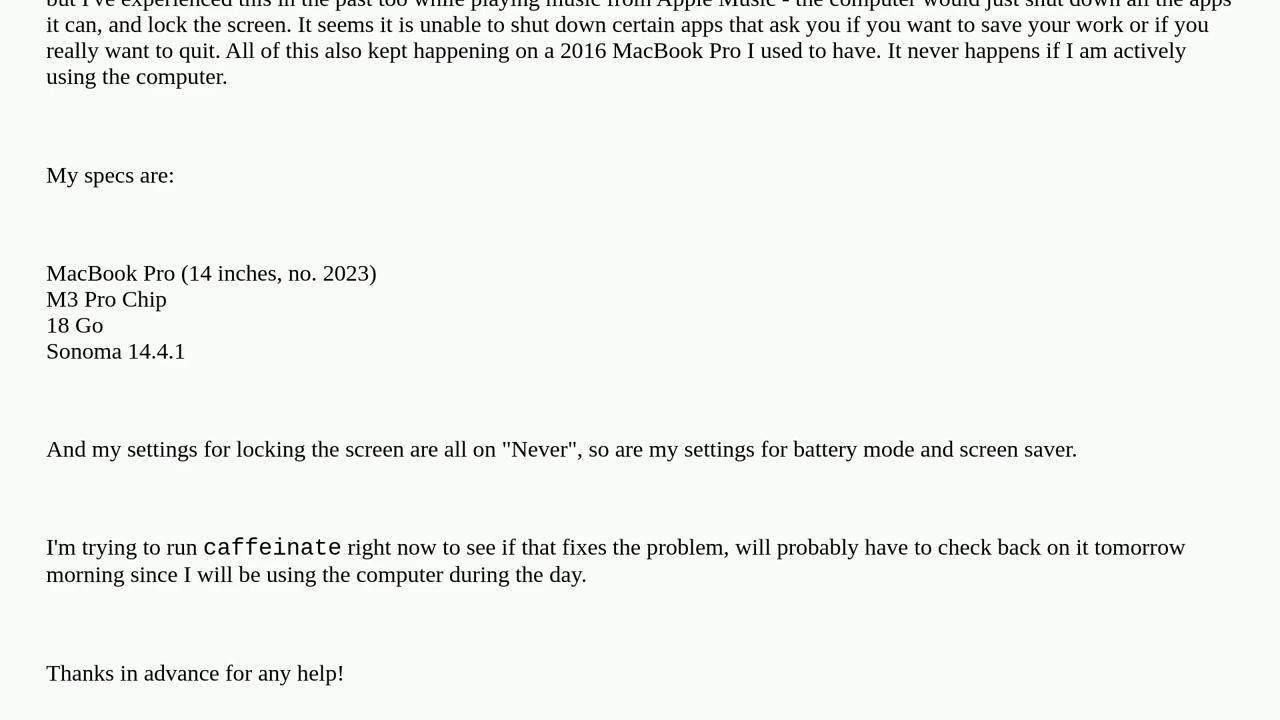 but I've experienced this in the past too while playing music from Apple Music - the computer would just shut down all the apps
it can, and lock the screen. It seems it is unable to shut down certain apps that ask you if you want to save your work or if you
really want to quit. All of this also kept happening on a 2016 MacBook Pro I used to have. It never happens if I am actively
using the computer.
My specs are:
MacBook Pro (14 inches, no. 2023)
M3 Pro Chip
18 Go
Sonoma 14.4.1
And my settings for locking the screen are all on "Never", so are my settings for battery mode and screen saver.
I'm trying to run caffeinate right now to see if that fixes the problem, will probably have to check back on it tomorrow
morning since I will be using the computer during the day.
Thanks in advance for any help!